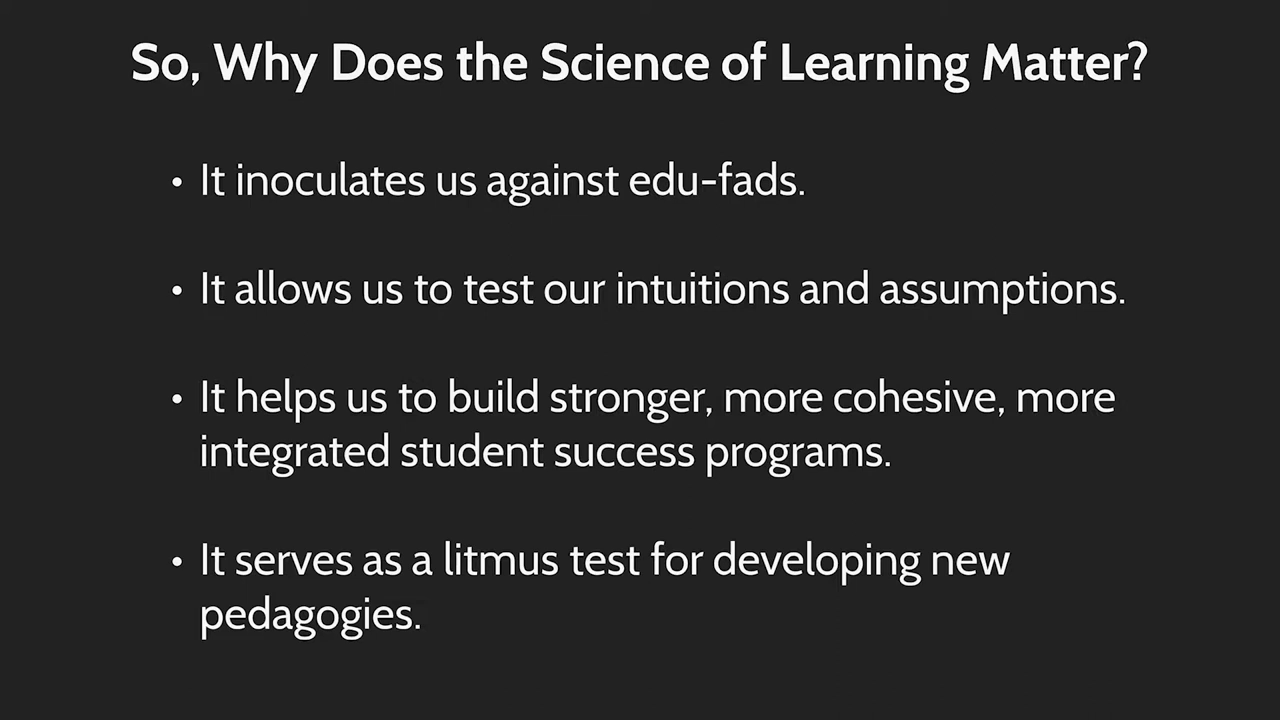 So, Why Does the Science of Learning Matter?
• It inoculates us against edu-fads.
• It allows us to test our intuitions and assumptions.
• It helps us to build stronger, more cohesive, more
integrated student success programs.
• It serves as a litmus test for developing new
pedagogies.